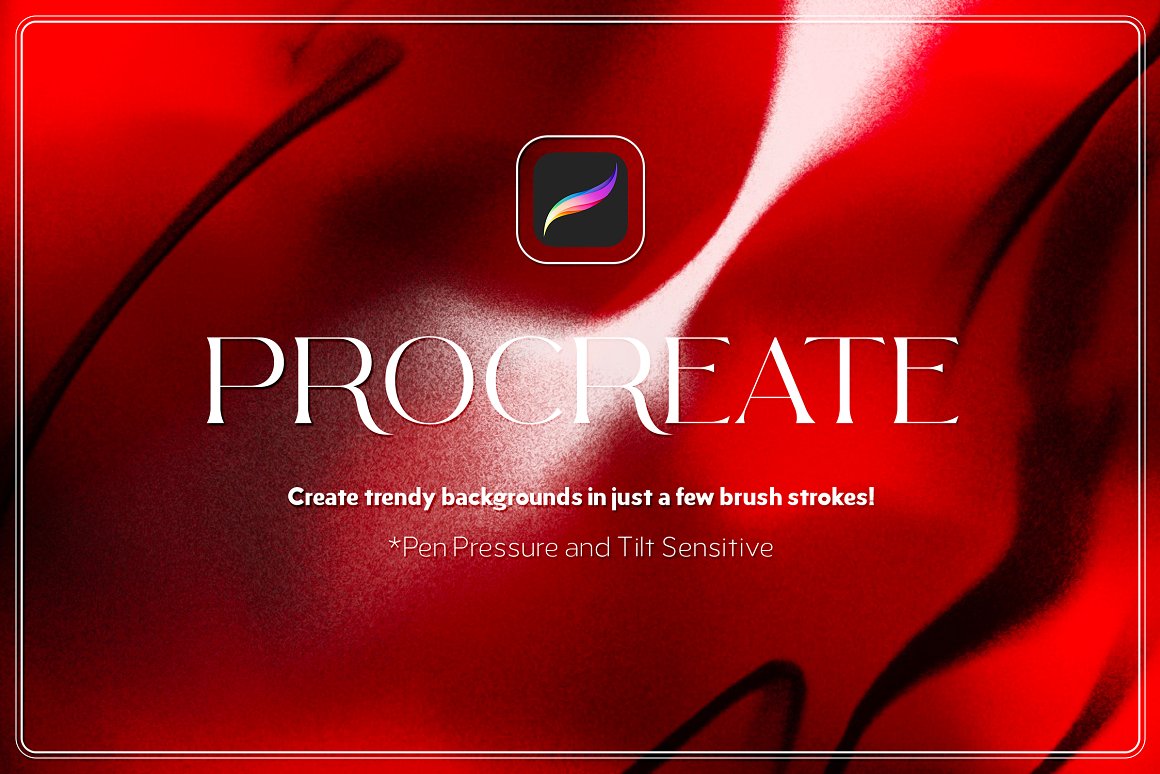 PROCREATE
Create trendy backgrounds in just a few brush strokes!
*Pen Pressure and Tilt Sensitive